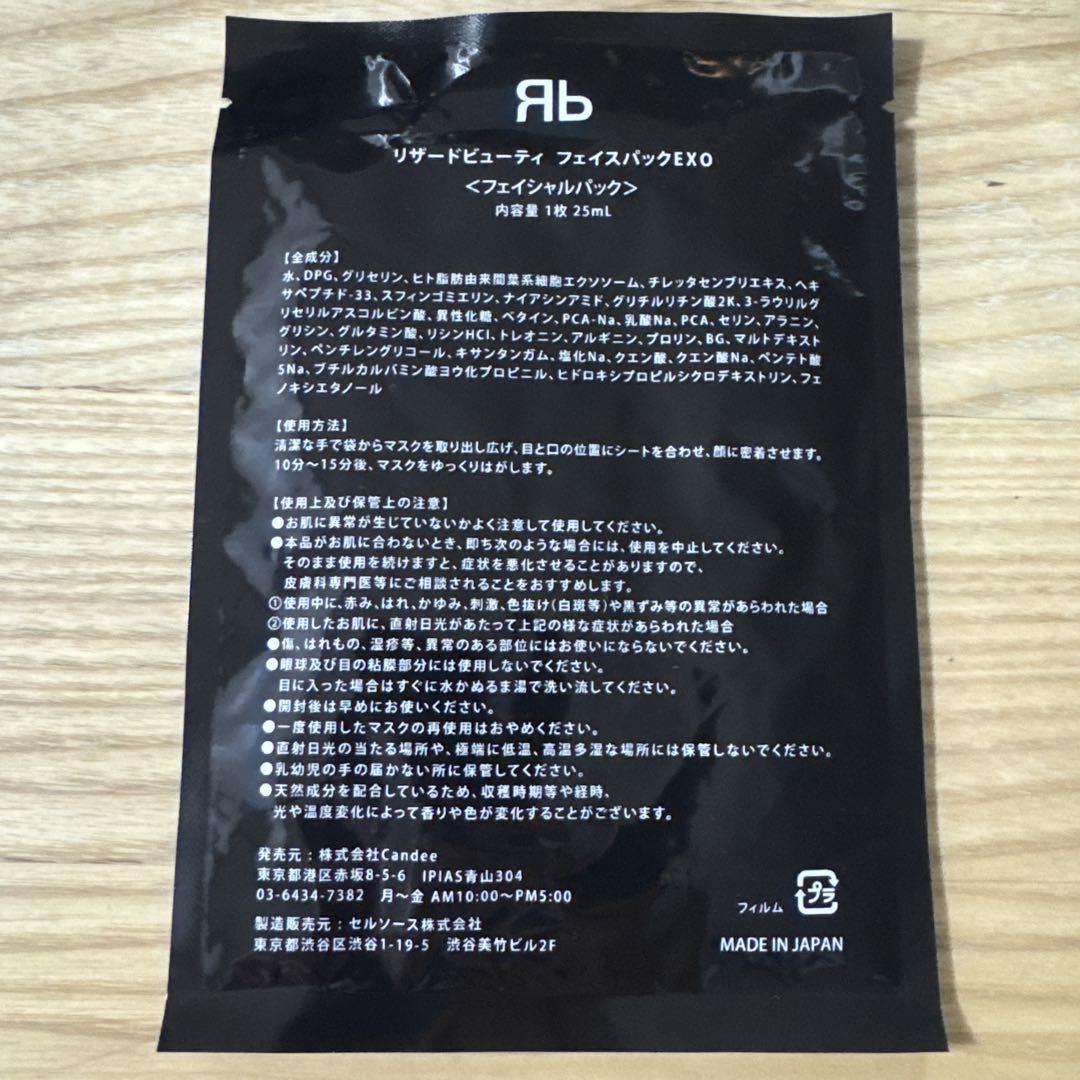 Яb
リザードビューティ フェイスパックEXO
＜フェイシャルパック＞
内容量 1枚 25mL
【全成分】
水、DPG、グリセリン、ヒト脂肪由来間葉系細胞エクソソーム、チレッタセンブリエキス、ヘキ
サペプチド-33、スフィンゴミエリン、ナイアシンアミド、グリチルリチン酸2K、3-ラウリルグ
リセリルアスコルビン酸、異性化糖、ベタイン、PCA-Na、乳酸Na、PCA、セリン、アラニン、
グリシン、グルタミン酸、リシンHCl、トレオニン、アルギニン、プロリン、BG、マルトデキスト
リン、ペンチレングリコール、キサンタンガム、塩化Na、クエン酸、クエン酸Na、ペンテト酸
5Na、ブチルカルバミン酸ヨウ化プロピニル、ヒドロキシプロピルシクロデキストリン、フェ
ノキシエタノール
【使用方法】
清潔な手で袋からマスクを取り出し広げ、目と口の位置にシートを合わせ、顔に密着させます。
10分～15分後、マスクをゆっくりはがします。
【使用上及び保管上の注意】
●お肌に異常が生じていないかよく注意して使用してください。
●本品がお肌に合わないとき、即ち次のような場合には、使用を中止してください。
そのまま使用を続けますと、症状を悪化させることがありますので、
皮膚科専門医等にご相談されることをおすすめします。
①使用中に、赤み、はれ、かゆみ、刺激、色抜け(白斑等)や黒ずみ等の異常があらわれた場合
②使用したお肌に、直射日光があたって上記の様な症状があらわれた場合
●傷、はれもの、湿疹等、異常のある部位にはお使いにならないでください。
●眼球及び目の粘膜部分には使用しないでください。
目に入った場合はすぐに水かぬるま湯で洗い流してください。
●開封後は早めにお使いください。
●一度使用したマスクの再使用はおやめください。
●直射日光の当たる場所や、極端に低温、高温多湿な場所には保管しないでください。
●乳幼児の手の届かない所に保管してください。
●天然成分を配合しているため、収穫時期等や経時、
光や温度変化によって香りや色が変化することがございます。
発売元：株式会社Candee
東京都港区赤坂8-5-6 IPIAS青山304
03-6434-7382 月～金 AM10:00～PM5:00
製造販売元：セルソース株式会社
東京都渋谷区渋谷1-19-5 渋谷美竹ビル2F
フィルム プラ
MADE IN JAPAN